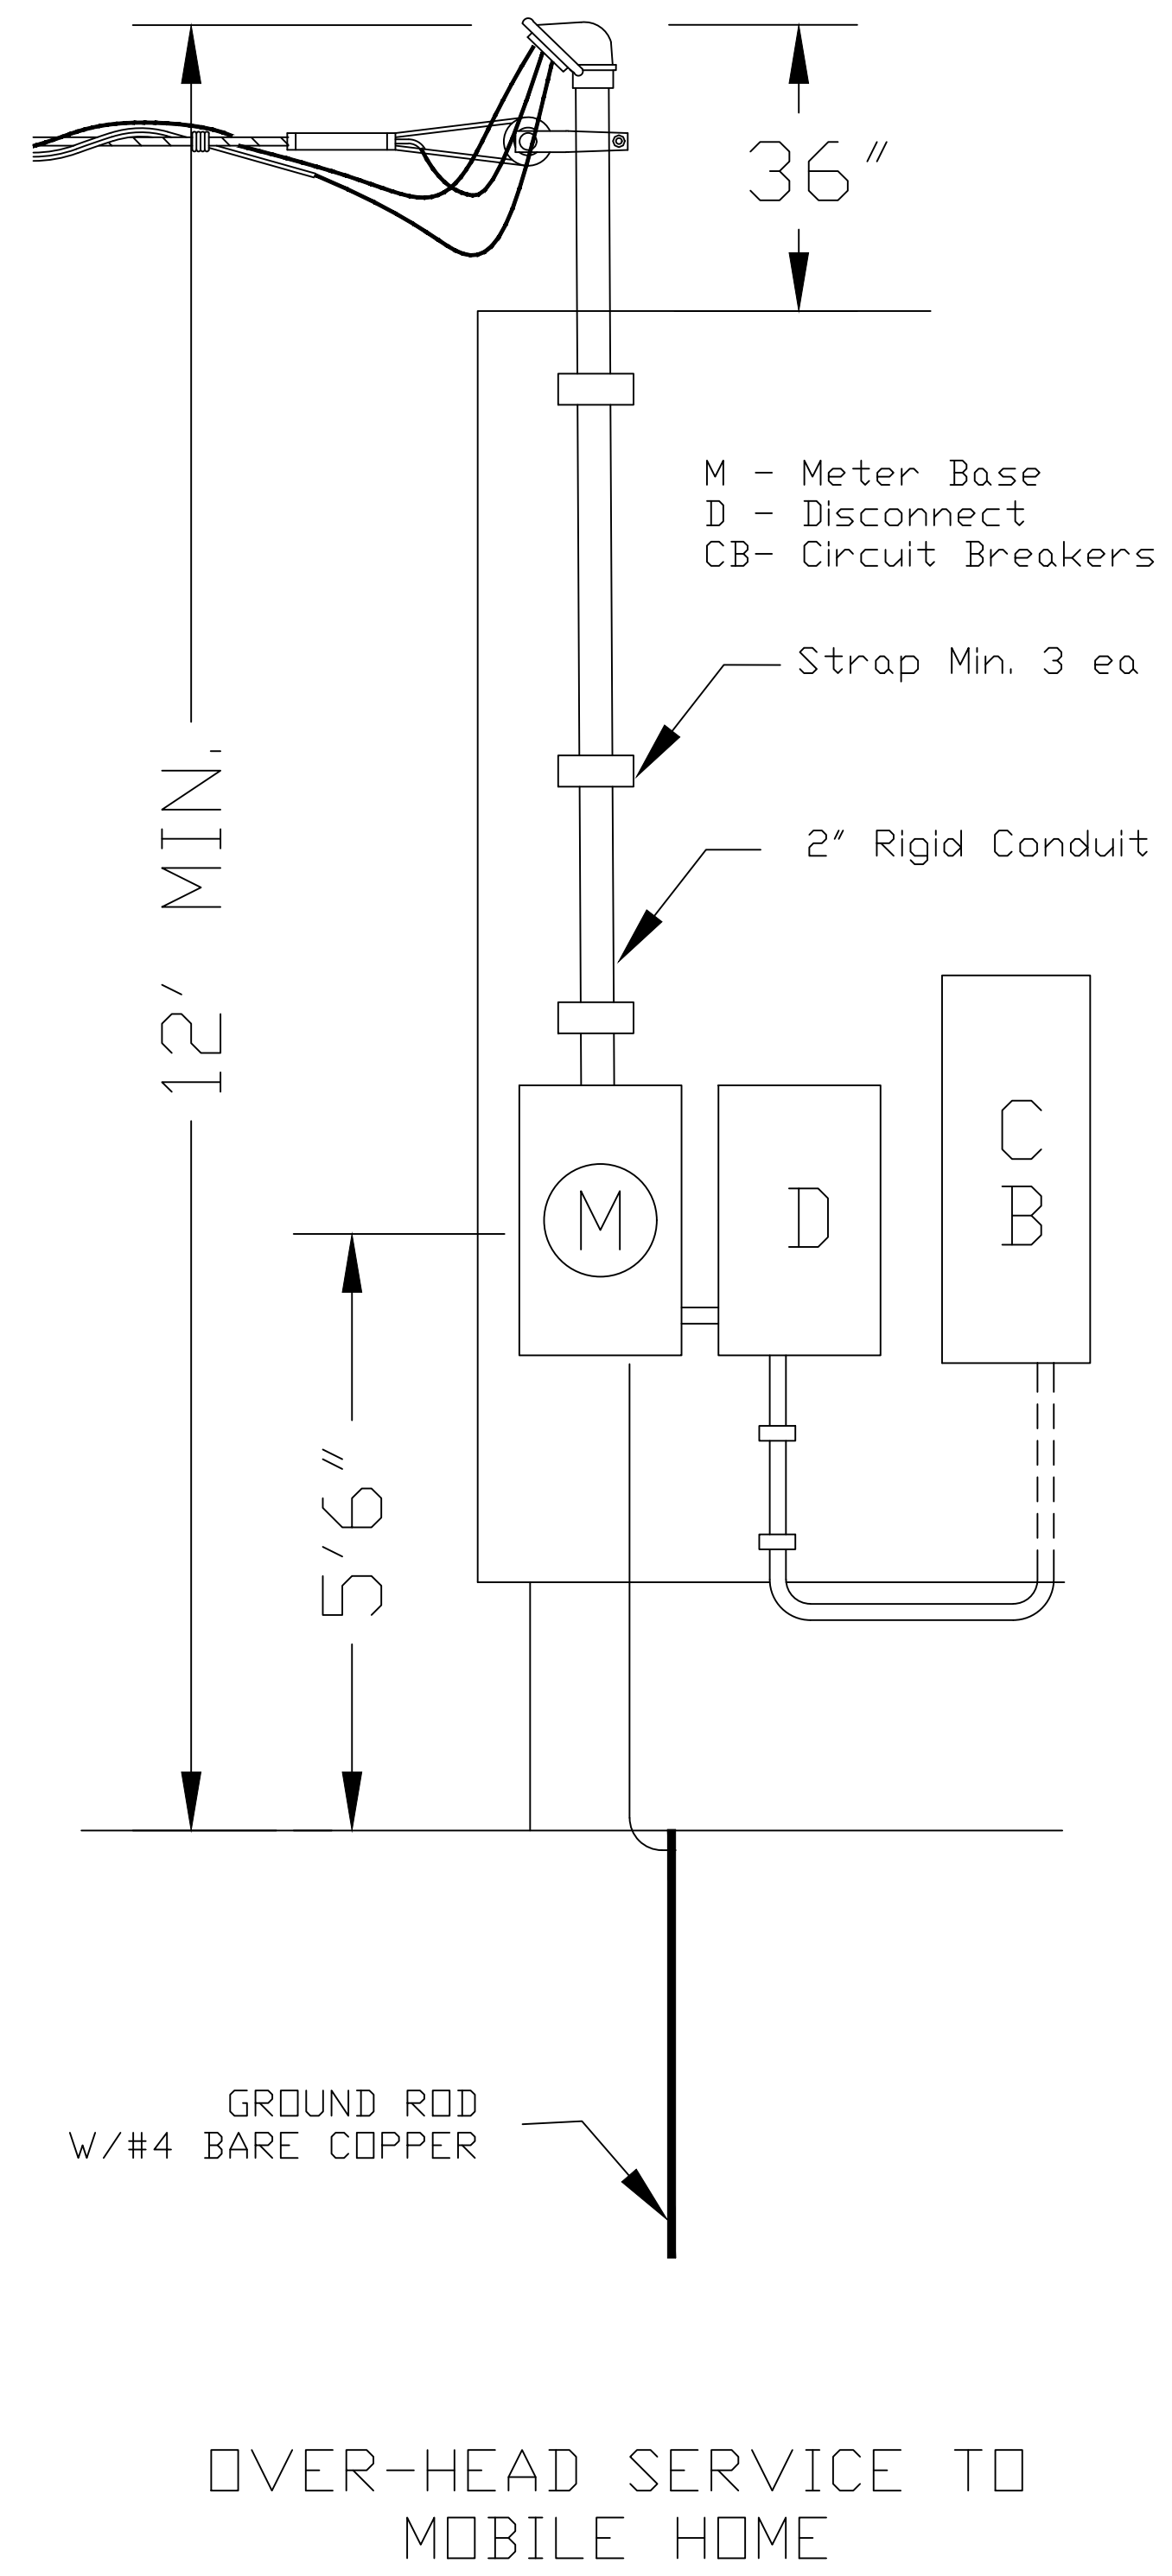 36"
M - Meter Base
D - Disconnect
CB- Circuit Breakers
Strap Min. 3 ea
12' MIN.
2" Rigid Conduit
M
D
C
B
5'6"
GROUND ROD
W/#4 BARE COPPER
OVER-HEAD SERVICE TO
MOBILE HOME